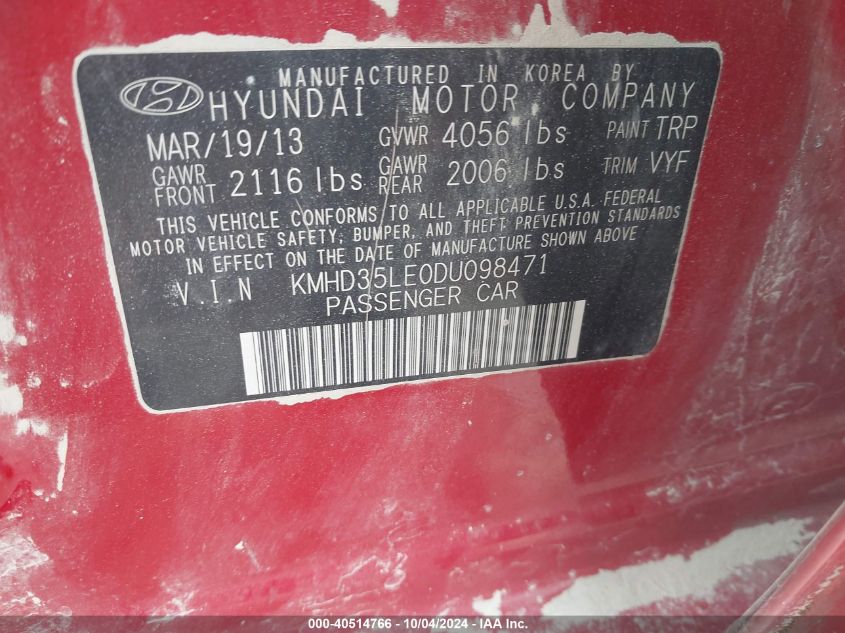 MANUFACTURED IN KOREA BY
HYUNDAI MOTOR COMPANY
MAR/19/13 GVWR 4056 lbs PAINT TRP
GAWR FRONT 2116 lbs GAWR REAR 2006 lbs TRIM VYF
THIS VEHICLE CONFORMS TO ALL APPLICABLE U.S.A. FEDERAL
MOTOR VEHICLE SAFETY, BUMPER, AND THEFT PREVENTION STANDARDS
IN EFFECT ON THE DATE OF MANUFACTURE SHOWN ABOVE
V.I.N KMHD35LE0DU098471
PASSENGER CAR
000-40514766 - 10/04/2024 - IAAI Inc.